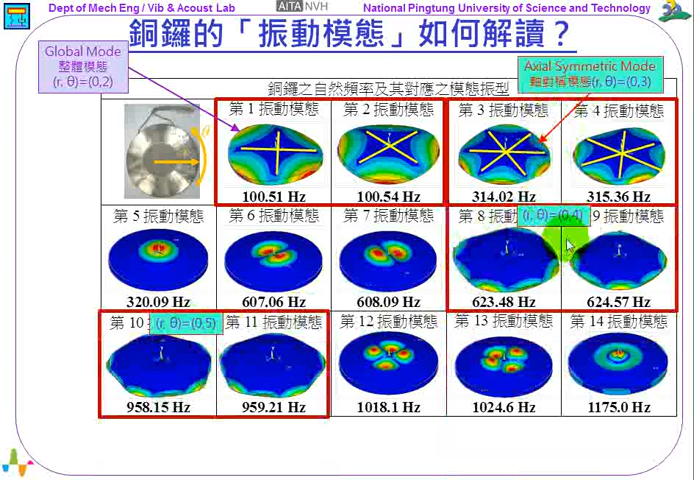 Dept of Mech Eng / Vib & Acoust Lab
AITA NVH
National Pingtung University of Science and Technology
銅鑼的「振動模態」如何解讀？
Global Mode
整體模態
(r, θ)=(0,2)
Axial Symmetric Mode
軸對稱模態(r, θ)=(0,3)
銅鑼之自然頻率及其對應之模態振型
θ
第 1 振動模態
第 2 振動模態
第 3 振動模態
第 4 振動模態
100.51 Hz
100.54 Hz
314.02 Hz
315.36 Hz
第 5 振動模態
第 6 振動模態
第 7 振動模態
第 8 振
(r, θ)=(0,4)
9 振動模態
320.09 Hz
607.06 Hz
608.09 Hz
623.48 Hz
624.57 Hz
第 10
(r, θ)=(0,5)
第 11 振動模態
第 12 振動模態
第 13 振動模態
第 14 振動模態
958.15 Hz
959.21 Hz
1018.1 Hz
1024.6 Hz
1175.0 Hz